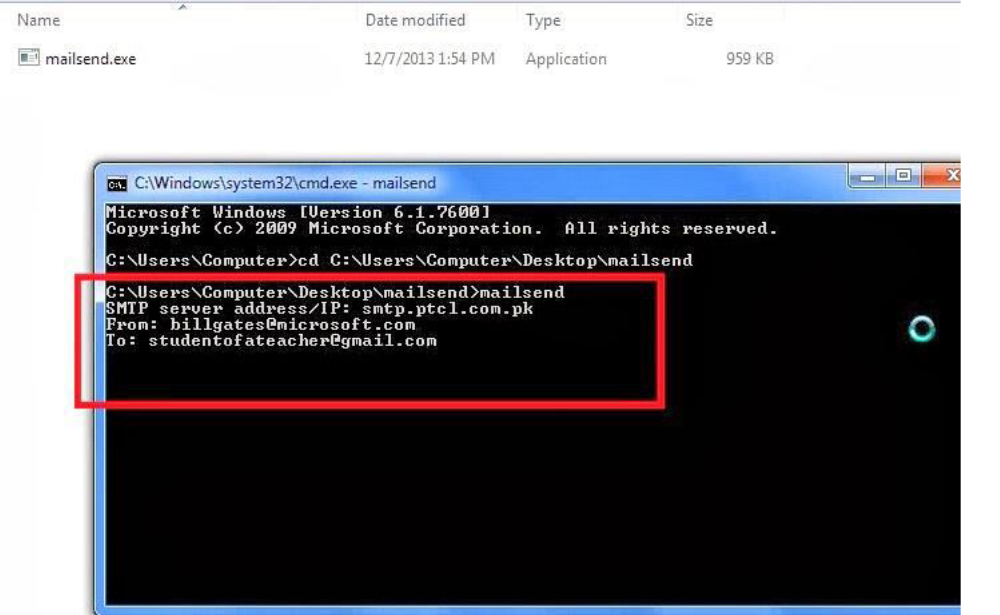 Name Date modified Type Size
mailsend.exe 12/7/2013 1:54 PM Application 959 KB
C:\Windows\system32\cmd.exe - mailsend
Microsoft Windows [Version 6.1.7600]
Copyright (c) 2009 Microsoft Corporation.  All rights reserved.
C:\Users\Computer>cd C:\Users\Computer\Desktop\mailsend
C:\Users\Computer\Desktop\mailsend>mailsend
SMTP server address/IP: smtp.ptcl.com.pk
From: billgates@microsoft.com
To: studentofateacher@gmail.com